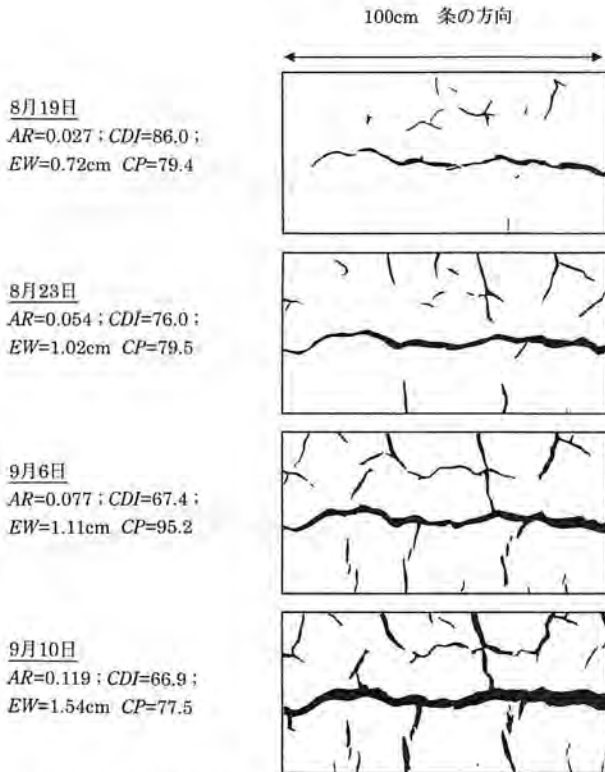 100cm 条の方向
8月19日
AR=0.027；CDI=86.0；
EW=0.72cm CP=79.4
8月23日
AR=0.054；CDI=76.0；
EW=1.02cm CP=79.5
9月6日
AR=0.077；CDI=67.4；
EW=1.11cm CP=95.2
9月10日
AR=0.119；CDI=66.9；
EW=1.54cm CP=77.5